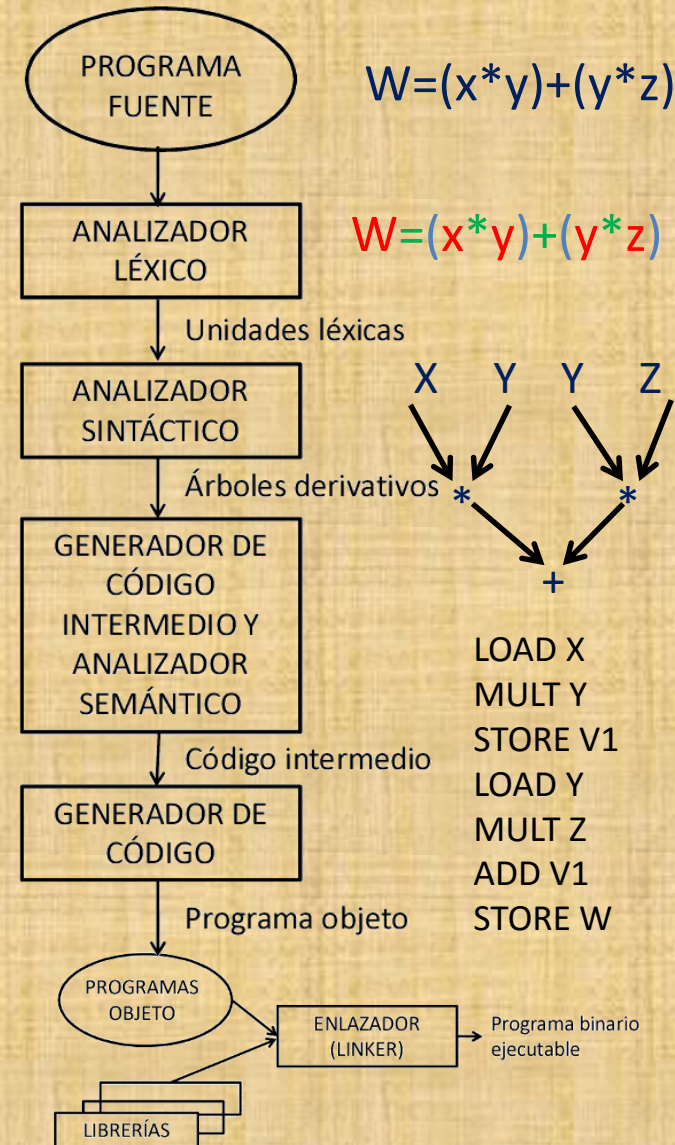 PROGRAMA
FUENTE
W=(x*y)+(y*z)
ANALIZADOR
LÉXICO
W=(x*y)+(y*z)
Unidades léxicas
ANALIZADOR
SINTÁCTICO
X Y Y Z
Árboles derivativos
* *
+
GENERADOR DE
CÓDIGO
INTERMEDIO Y
ANALIZADOR
SEMÁNTICO
Código intermedio
GENERADOR DE
CÓDIGO
LOAD X
MULT Y
STORE V1
LOAD Y
MULT Z
ADD V1
STORE W
Programa objeto
PROGRAMAS
OBJETO
ENLAZADOR
(LINKER)
Programa binario
ejecutable
LIBRERÍAS